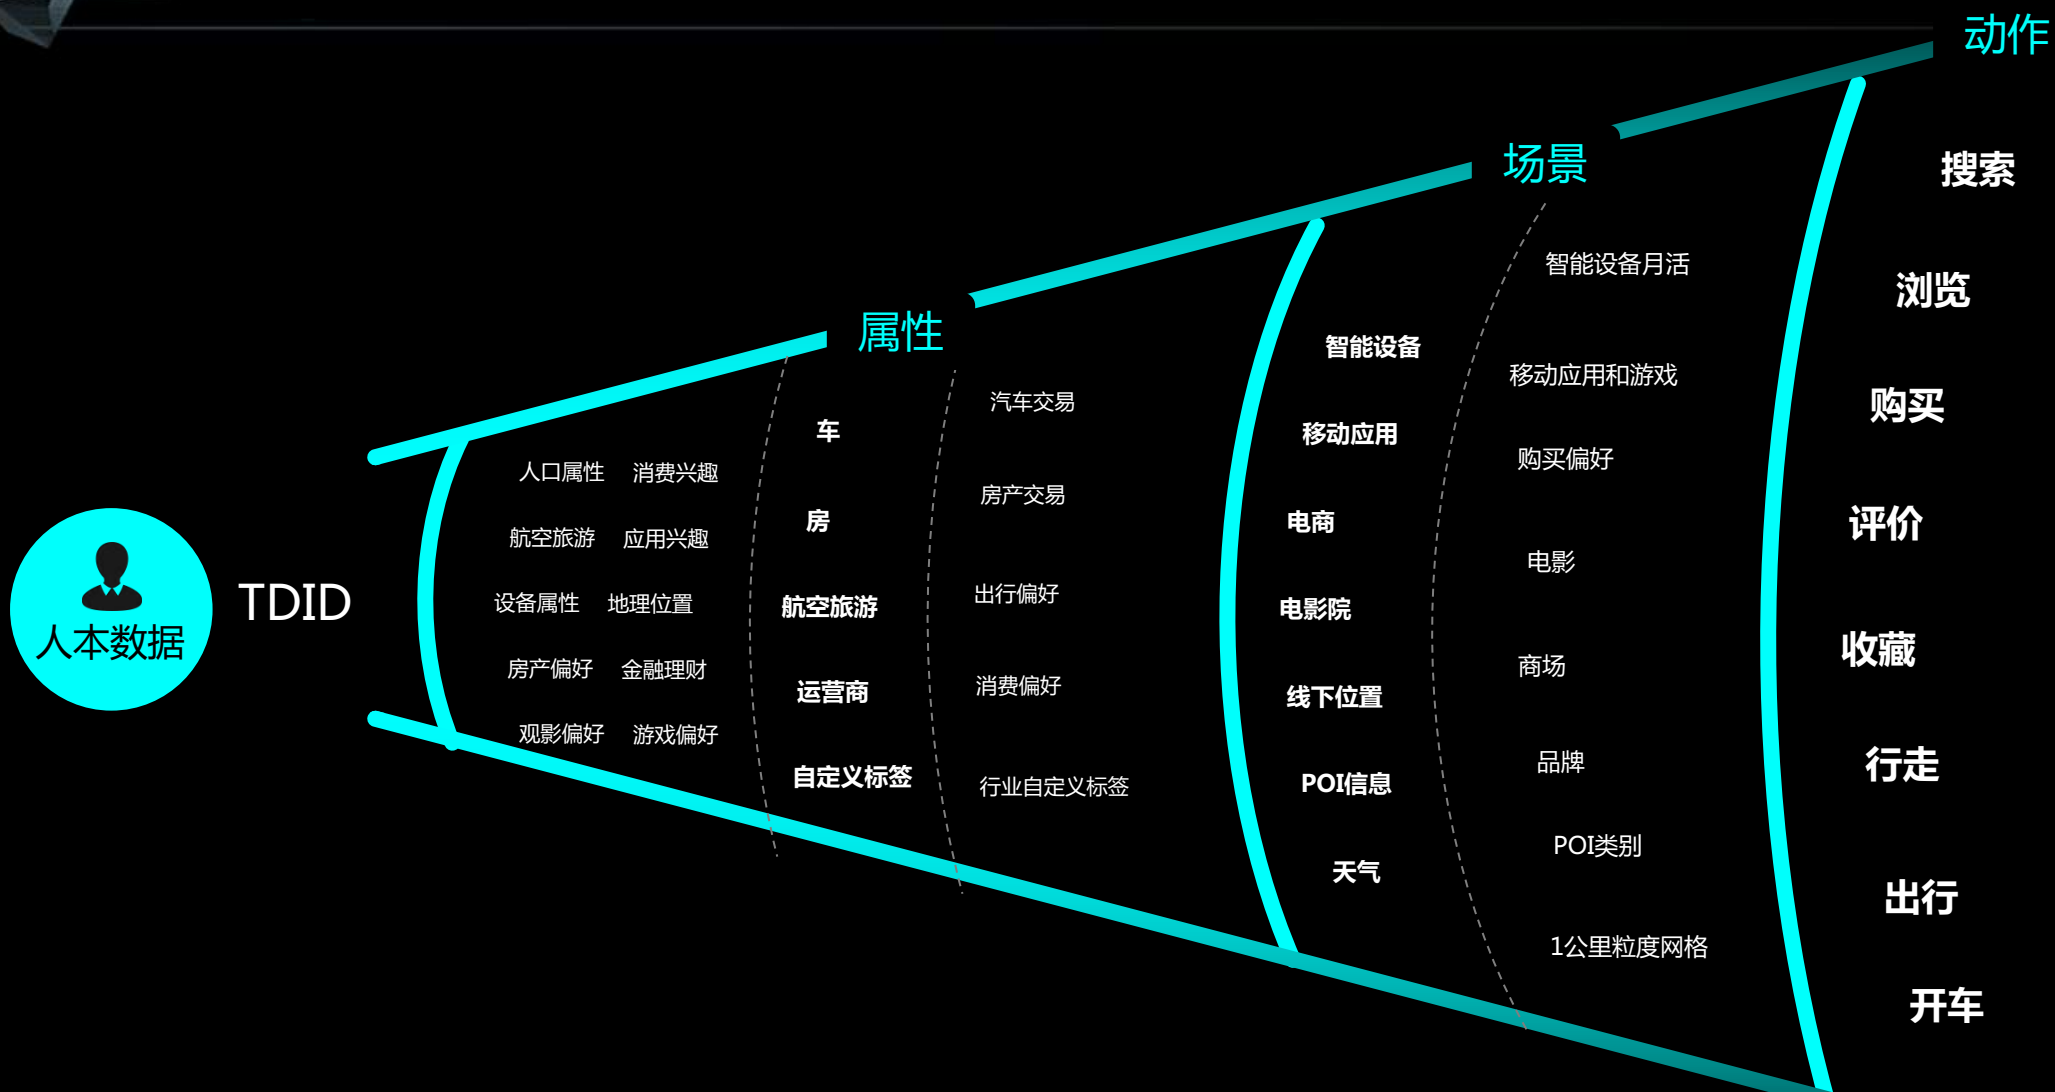 动作
场景
属性
人本数据
TDID
人口属性 消费兴趣
航空旅游 应用兴趣
设备属性 地理位置
房产偏好 金融理财
观影偏好 游戏偏好
车
房
航空旅游
运营商
自定义标签
汽车交易
房产交易
出行偏好
消费偏好
行业自定义标签
智能设备
移动应用
电商
电影院
线下位置
POI信息
天气
智能设备月活
移动应用和游戏
购买偏好
电影
商场
品牌
POI类别
1公里粒度网格
搜索
浏览
购买
评价
收藏
行走
出行
开车